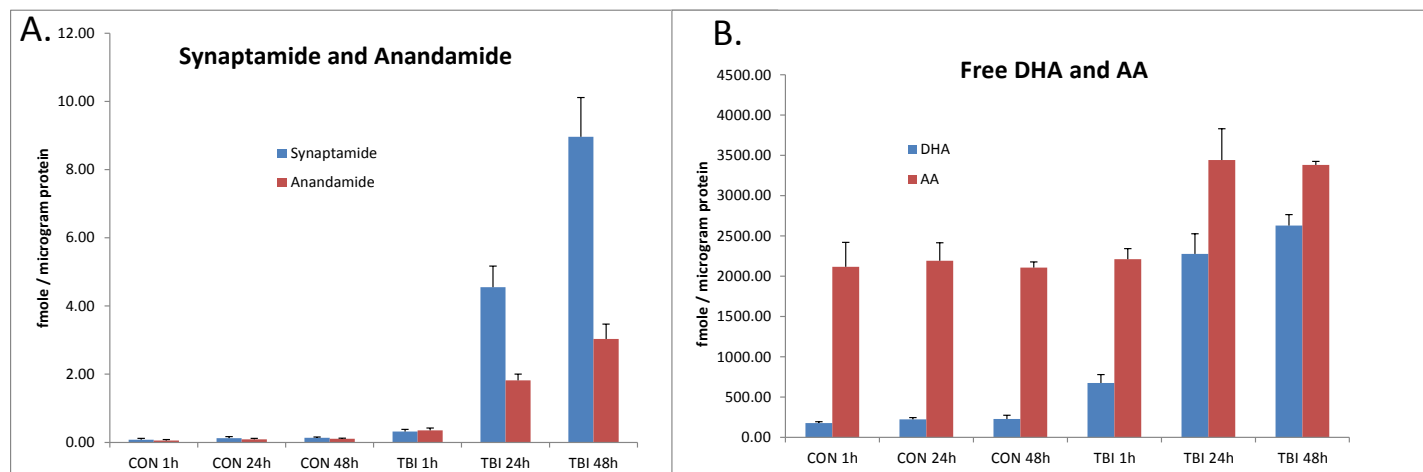 A.
Synaptamide and Anandamide
12.00
10.00
8.00
6.00
4.00
2.00
0.00
fmole / microgram protein
Synaptamide
Anandamide
CON 1h CON 24h CON 48h TBI 1h TBI 24h TBI 48h
B.
Free DHA and AA
4500.00
4000.00
3500.00
3000.00
2500.00
2000.00
1500.00
1000.00
500.00
0.00
fmole / microgram protein
DHA
AA
CON 1h CON 24h CON 48h TBI 1h TBI 24h TBI 48h